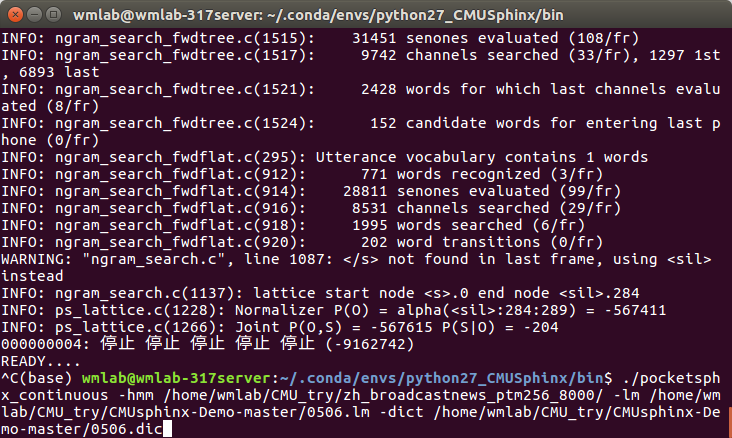 wmlab@wmlab-317server: ~/.conda/envs/python27_CMUSphinx/bin
INFO: ngram_search_fwdtree.c(1515):    31451 senones evaluated (108/fr)
INFO: ngram_search_fwdtree.c(1517):     9742 channels searched (33/fr), 1297 1st
, 6893 last
INFO: ngram_search_fwdtree.c(1521):     2428 words for which last channels evalu
ated (8/fr)
INFO: ngram_search_fwdtree.c(1524):      152 candidate words for entering last p
hone (0/fr)
INFO: ngram_search_fwdflat.c(295): Utterance vocabulary contains 1 words
INFO: ngram_search_fwdflat.c(912):      771 words recognized (3/fr)
INFO: ngram_search_fwdflat.c(914):    28811 senones evaluated (99/fr)
INFO: ngram_search_fwdflat.c(916):     8531 channels searched (29/fr)
INFO: ngram_search_fwdflat.c(918):     1995 words searched (6/fr)
INFO: ngram_search_fwdflat.c(920):      202 word transitions (0/fr)
WARNING: "ngram_search.c", line 1087: </s> not found in last frame, using <sil>
instead
INFO: ngram_search.c(1137): lattice start node <s>.0 end node <sil>.284
INFO: ps_lattice.c(1228): Normalizer P(O) = alpha(<sil>:284:289) = -567411
INFO: ps_lattice.c(1266): Joint P(O,S) = -567615 P(S|O) = -204
000000004: 停止 停止 停止 停止 停止 (-9162742)
READY....
^C(base) wmlab@wmlab-317server:~/.conda/envs/python27_CMUSphinx/bin$ ./pocketsph
x_continuous -hmm /home/wmlab/CMU_try/zh_broadcastnews_ptm256_8000/ -lm /home/wm
lab/CMU_try/CMUsphinx-Demo-master/0506.lm -dict /home/wmlab/CMU_try/CMUsphinx-De
mo-master/0506.dic